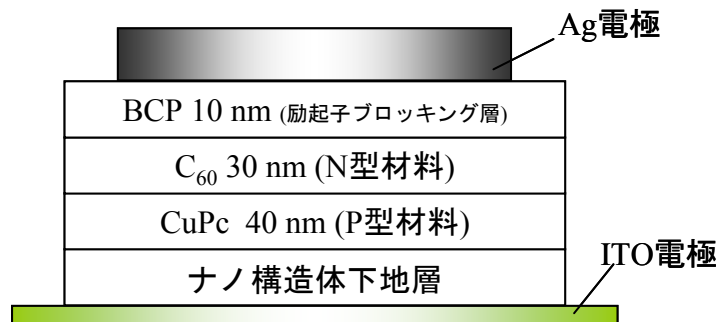 Ag電極
BCP 10 nm (励起子ブロッキング層)
C₆₀ 30 nm (N型材料)
CuPc 40 nm (P型材料)
ITO電極
ナノ構造体下地層